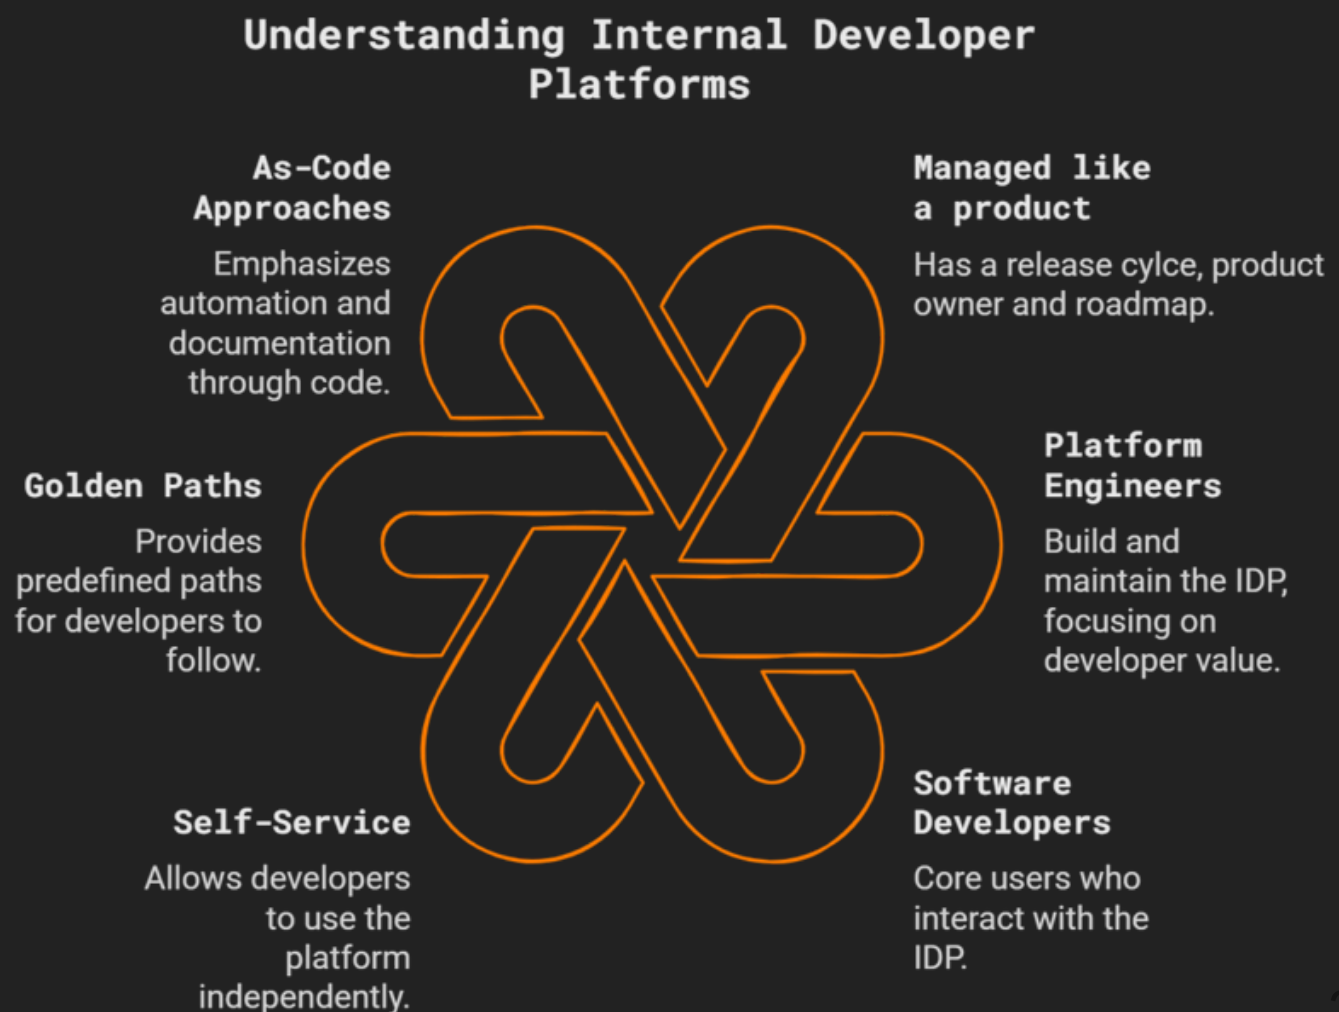 Understanding Internal Developer
Platforms
As-Code
Approaches
Emphasizes
automation and
documentation
through code.
Managed like
a product
Has a release cylce, product
owner and roadmap.
Golden Paths
Provides
predefined paths
for developers to
follow.
Platform
Engineers
Build and
maintain the IDP,
focusing on
developer value.
Self-Service
Allows developers
to use the
platform
independently.
Software
Developers
Core users who
interact with the
IDP.